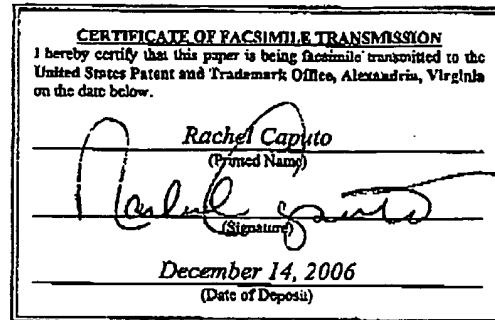 CERTIFICATE OF FACSIMILE TRANSMISSION
I hereby certify that this paper is being facsimile transmitted to the
United States Patent and Trademark Office, Alexandria, Virginia
on the date below.
Rachel Caputo
(Printed Name)
Rachel Caputo
(Signature)
December 14, 2006
(Date of Deposit)